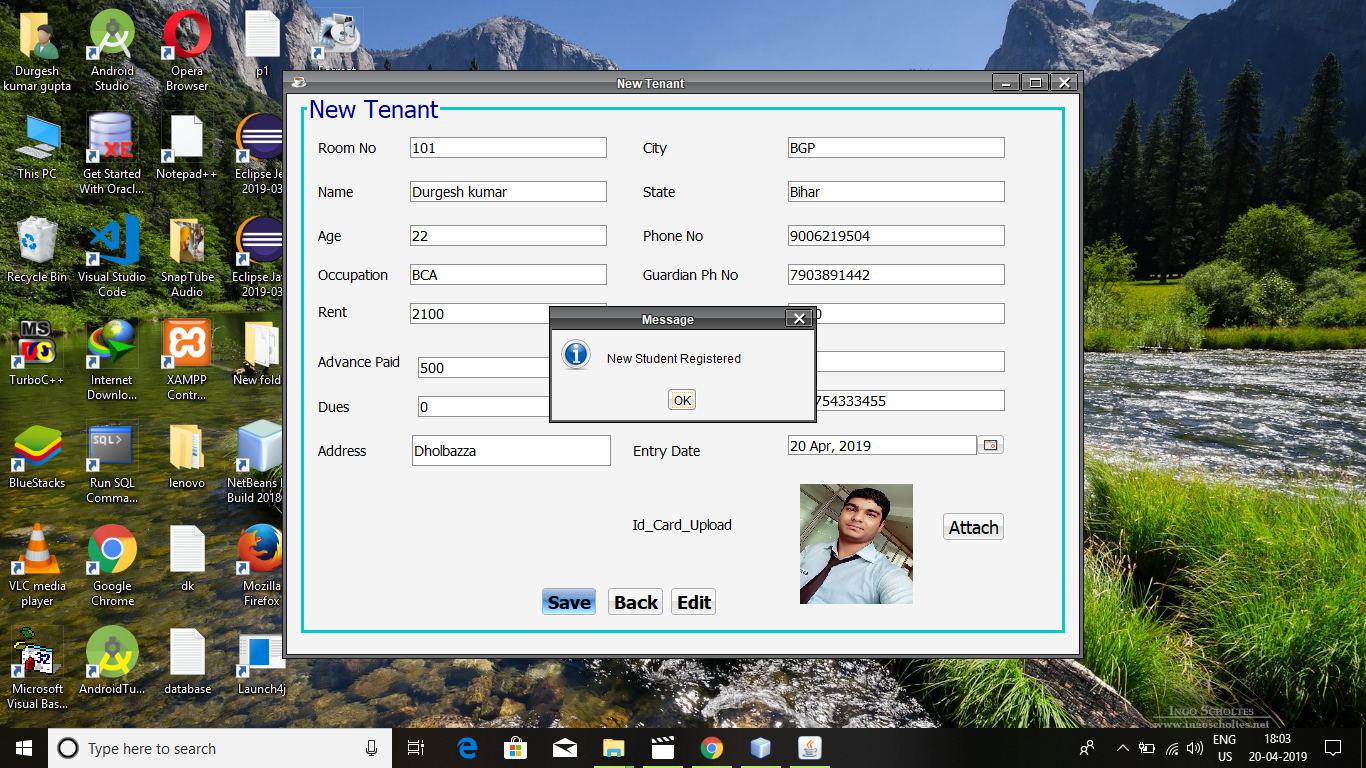 Durgesh
kumar gupta
Android
Studio
Opera
Browser
p1
This PC
Get Started
With Oracl...
Notepad++
Eclipse Je
2019-03
Recycle Bin
Visual Studio
Code
SnapTube
Audio
Eclipse Ja
2019-03
TurboC++
Internet
Downlo...
XAMPP
Contr...
New fold
BlueStacks
Run SQL
Comma...
lenovo
NetBeans I
Build 2018
VLC media
player
Google
Chrome
dk
Mozilla
Firefox
Microsoft
Visual Bas...
AndroidTu...
database
Launch4j
New Tenant
New Tenant
Room No 101 City BGP
Name Durgesh kumar State Bihar
Age 22 Phone No 9006219504
Occupation BCA Guardian Ph No 7903891442
Rent 2100
Advance Paid 500
Dues 0 754333455
Address Dholbazza Entry Date 20 Apr, 2019
Message
New Student Registered
OK
Id_Card_Upload
Attach
Save Back Edit
INGO SCHOLTES
www.ingoscholtes.net
Type here to search
ENG
US
18:03
20-04-2019